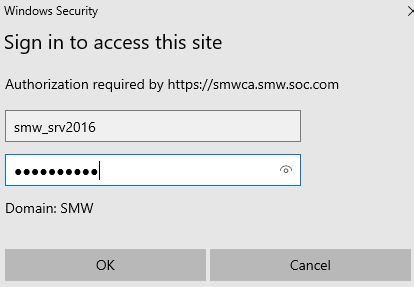 Windows Security
Sign in to access this site
Authorization required by https://smwca.smw.soc.com
smw_srv2016
●●●●●●●●●●
Domain: SMW
OK
Cancel